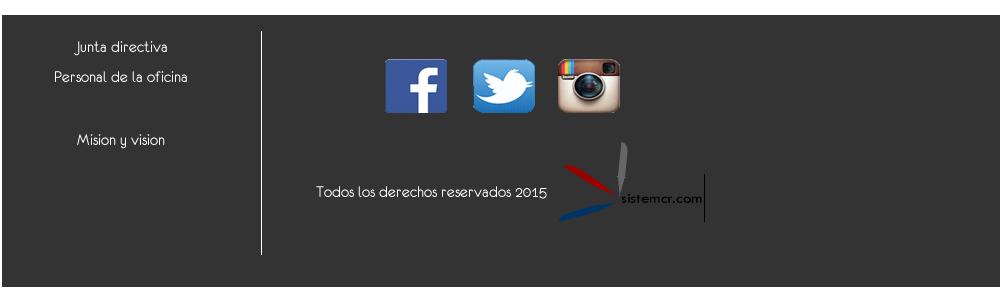 Junta directiva
Personal de la oficina
Mision y vision
Todos los derechos reservados 2015
sistemcr.com